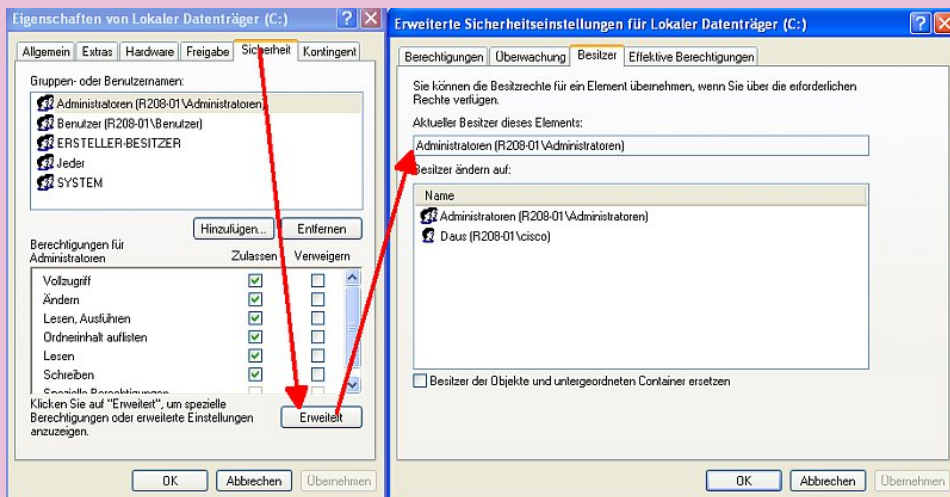 Eigenschaften von Lokaler Datenträger (C:)
Allgemein Extras Hardware Freigabe Sicherheit Kontingent
Gruppen- oder Benutzernamen:
Administratoren (R208-01\Administratoren)
Benutzer (R208-01\Benutzer)
ERSTELLER-BESITZER
Jeder
SYSTEM
Hinzufügen... Entfernen
Berechtigungen für
Administratoren Zulassen Verweigern
Vollzugriff
Ändern
Lesen, Ausführen
Ordnerinhalt auflisten
Lesen
Schreiben
Spezielle Berechtigungen
Klicken Sie auf "Erweitert", um spezielle
Berechtigungen oder erweiterte Einstellungen
anzuzeigen.
Erweitert
OK Abbrechen Übernehmen
Erweiterte Sicherheitseinstellungen für Lokaler Datenträger (C:)
Berechtigungen Überwachung Besitzer Effektive Berechtigungen
Sie können die Besitzrechte für ein Element übernehmen, wenn Sie über die erforderlichen
Rechte verfügen.
Aktueller Besitzer dieses Elements:
Administratoren (R208-01\Administratoren)
Besitzer ändern auf:
Name
Administratoren (R208-01\Administratoren)
Daus (R208-01\cisco)
Besitzer der Objekte und untergeordneten Container ersetzen
OK Abbrechen Übernehmen